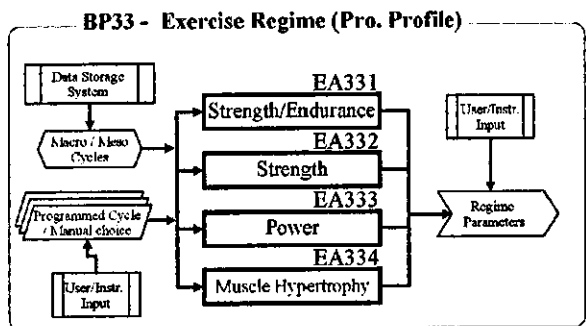 BP33 - Exercise Regime (Pro. Profile)
Data Storage
System
Macro / Meso
Cycles
Programmed Cycle
/ Manual choice
User/Instr.
Input
EA331
Strength/Endurance
EA332
Strength
EA333
Power
EA334
Muscle Hypertrophy
User/Instr.
Input
Regime
Parameters